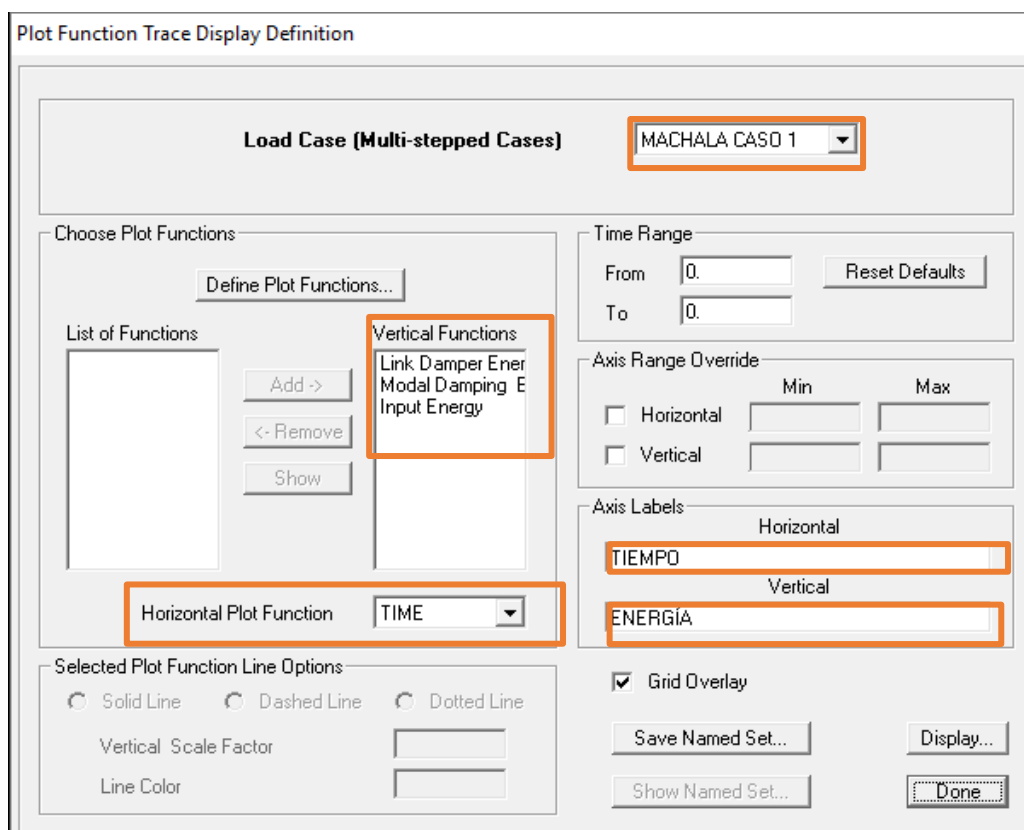 Plot Function Trace Display Definition
Load Case (Multi-stepped Cases)
MACHALA CASO 1
Choose Plot Functions
Define Plot Functions...
List of Functions
Vertical Functions
Link Damper Ener
Modal Damping E
Input Energy
Add ->
<- Remove
Show
Horizontal Plot Function
TIME
Time Range
From
0.
Reset Defaults
To
0.
Axis Range Override
Min
Max
Horizontal
Vertical
Axis Labels
Horizontal
TIEMPO
Vertical
ENERGÍA
Selected Plot Function Line Options
Solid Line
Dashed Line
Dotted Line
Vertical Scale Factor
Line Color
Grid Overlay
Save Named Set...
Display...
Show Named Set...
Done